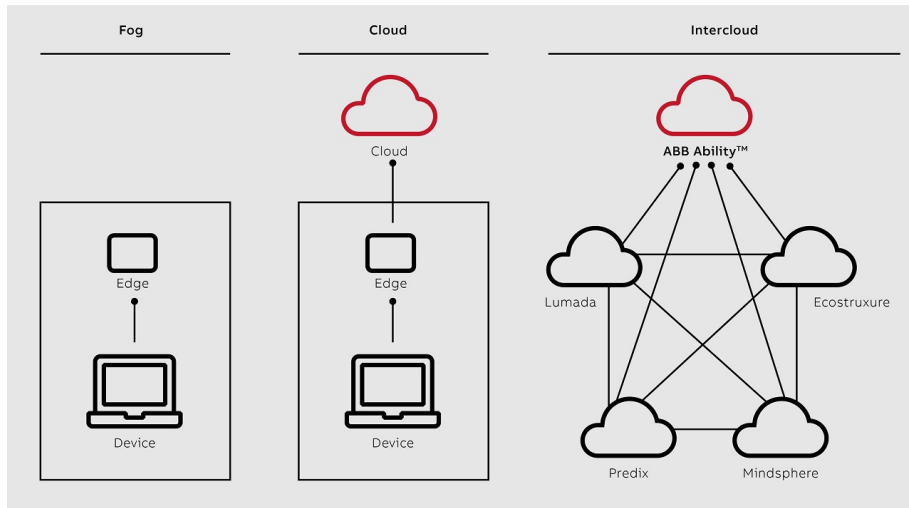 Fog
Cloud
Intercloud
Cloud
ABB Ability™
Edge
Edge
Lumada
Ecostruxure
Device
Device
Predix
Mindsphere